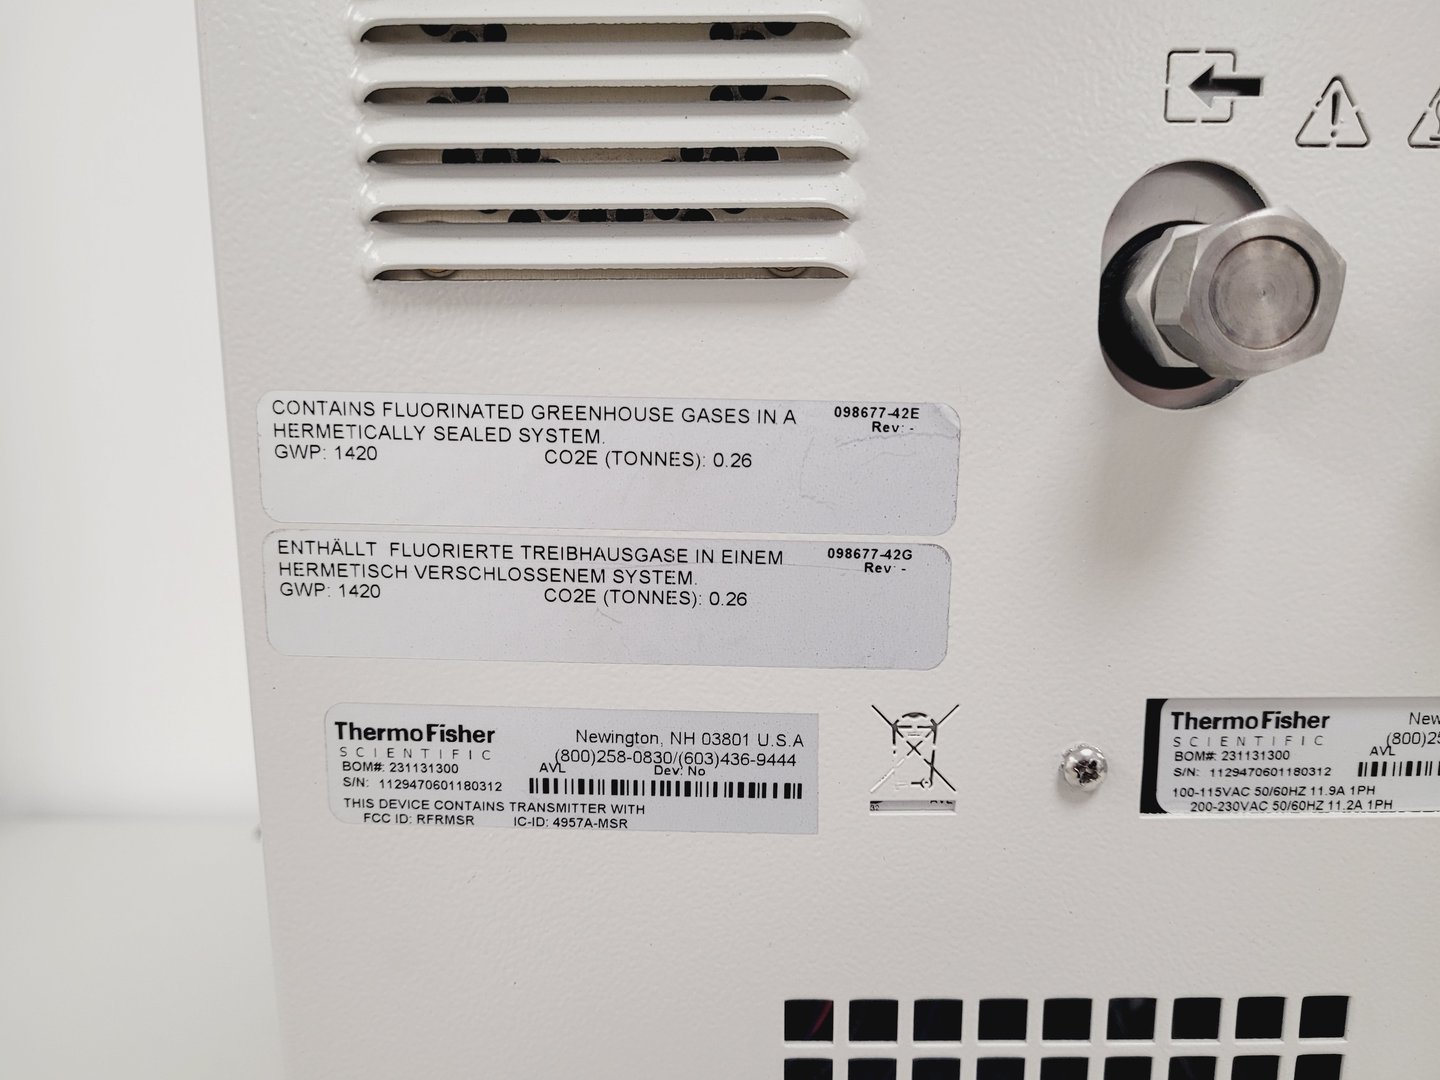 CONTAINS FLUORINATED GREENHOUSE GASES IN A 098677-42E
HERMETICALLY SEALED SYSTEM. Rev: -
GWP: 1420 CO2E (TONNES): 0.26
ENTHÄLLT FLUORIERTE TREIBHAUSGASE IN EINEM 098677-42G
HERMETISCH VERSCHLOSSENEM SYSTEM. Rev: -
GWP: 1420 CO2E (TONNES): 0.26
ThermoFisher
SCIENTIFIC
Newington, NH 03801 U.S.A
(800)258-0830/(603)436-9444
BOM#: 231131300 AVL Dev: No
S/N: 1129470601180312
THIS DEVICE CONTAINS TRANSMITTER WITH
FCC ID: RFRMSR IC-ID: 4957A-MSR
ThermoFisher
SCIENTIFIC
New
(800)25
BOM#: 231131300 AVL
S/N: 1129470601180312
100-115VAC 50/60HZ 11.9A 1PH
200-230VAC 50/60HZ 11.2A 1PH